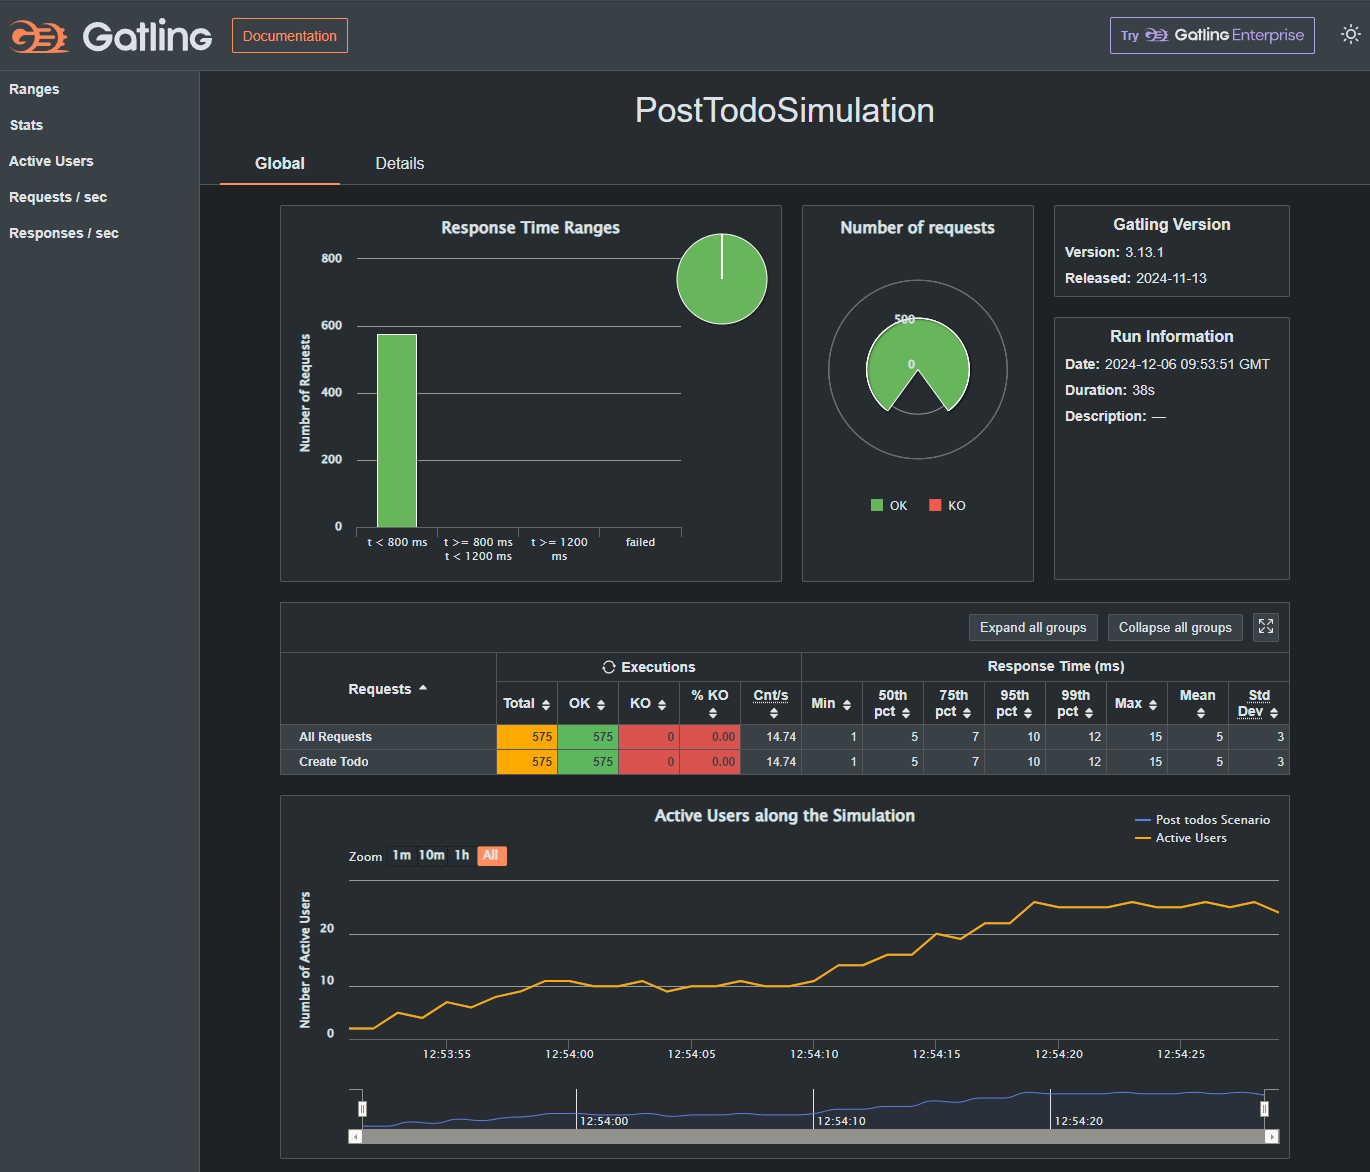 Gatling
Documentation
Try Gatling Enterprise
Ranges
Stats
Active Users
Requests / sec
Responses / sec
PostTodoSimulation
Global
Details
Response Time Ranges
Number of Requests
800
600
400
200
0
t < 800 ms
t >= 800 ms
t < 1200 ms
t >= 1200
ms
failed
Number of requests
500
0
OK
KO
Gatling Version
Version: 3.13.1
Released: 2024-11-13
Run Information
Date: 2024-12-06 09:53:51 GMT
Duration: 38s
Description: —
Expand all groups
Collapse all groups
Requests
Executions
Response Time (ms)
Total OK KO % KO Cnt/s Min 50th pct 75th pct 95th pct 99th pct Max Mean Std Dev
All Requests 575 575 0 0.00 14.74 1 5 7 10 12 15 5 3
Create Todo 575 575 0 0.00 14.74 1 5 7 10 12 15 5 3
Active Users along the Simulation
Post todos Scenario
Active Users
Zoom 1m 10m 1h All
Number of Active Users
20
10
0
12:53:55 12:54:00 12:54:05 12:54:10 12:54:15 12:54:20 12:54:25
12:54:00 12:54:10 12:54:20